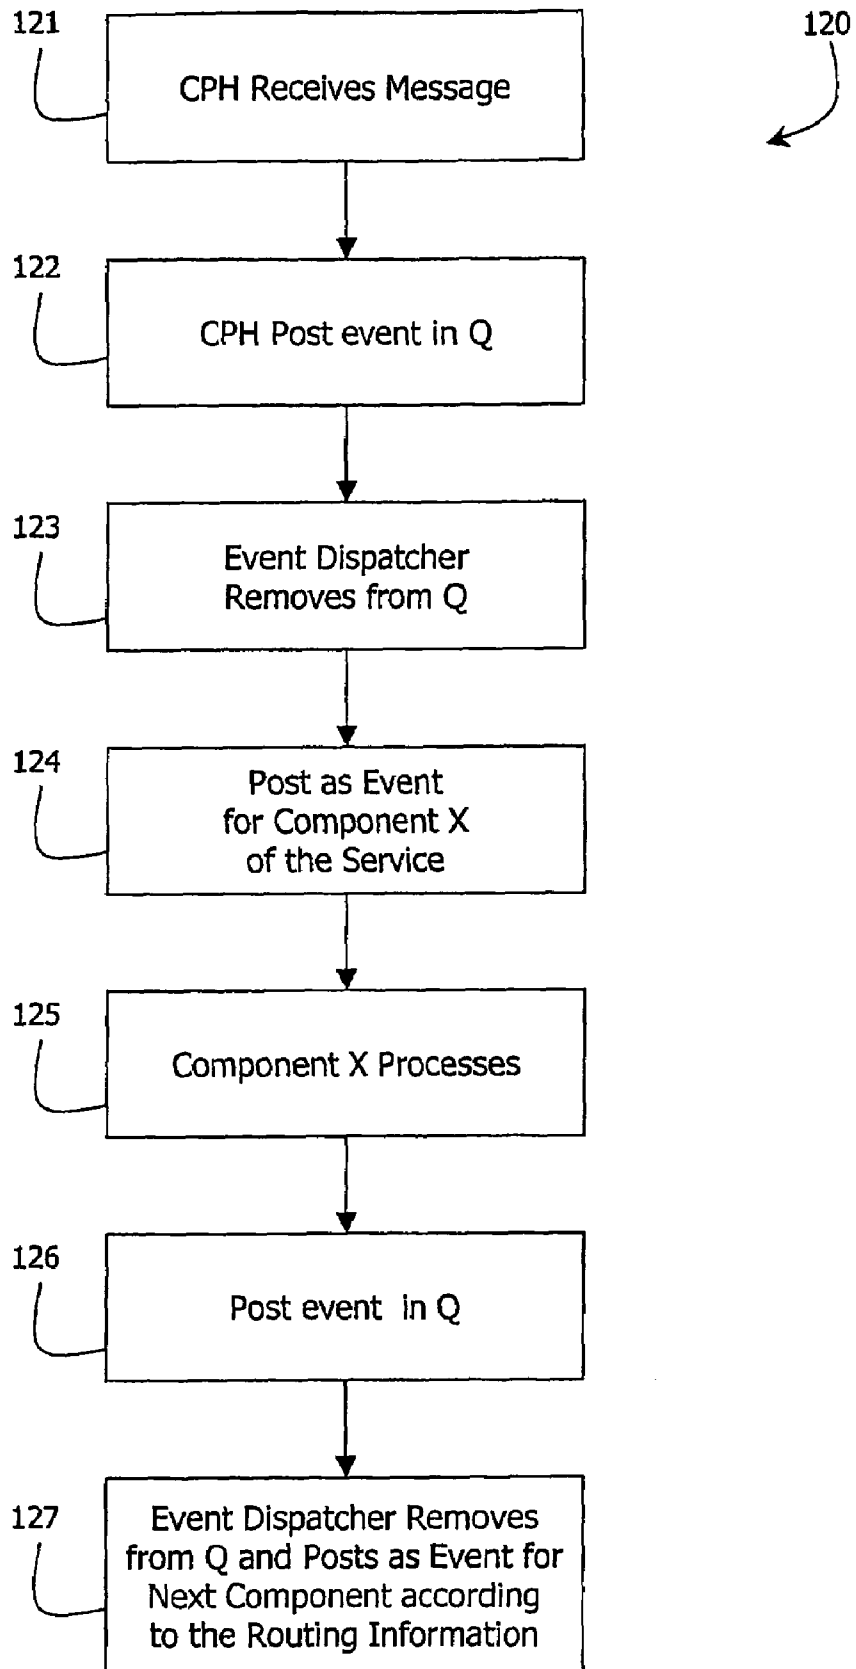 121
120
CPH Receives Message
122
CPH Post event in Q
123
Event Dispatcher
Removes from Q
124
Post as Event
for Component X
of the Service
125
Component X Processes
126
Post event in Q
127
Event Dispatcher Removes
from Q and Posts as Event for
Next Component according
to the Routing Information